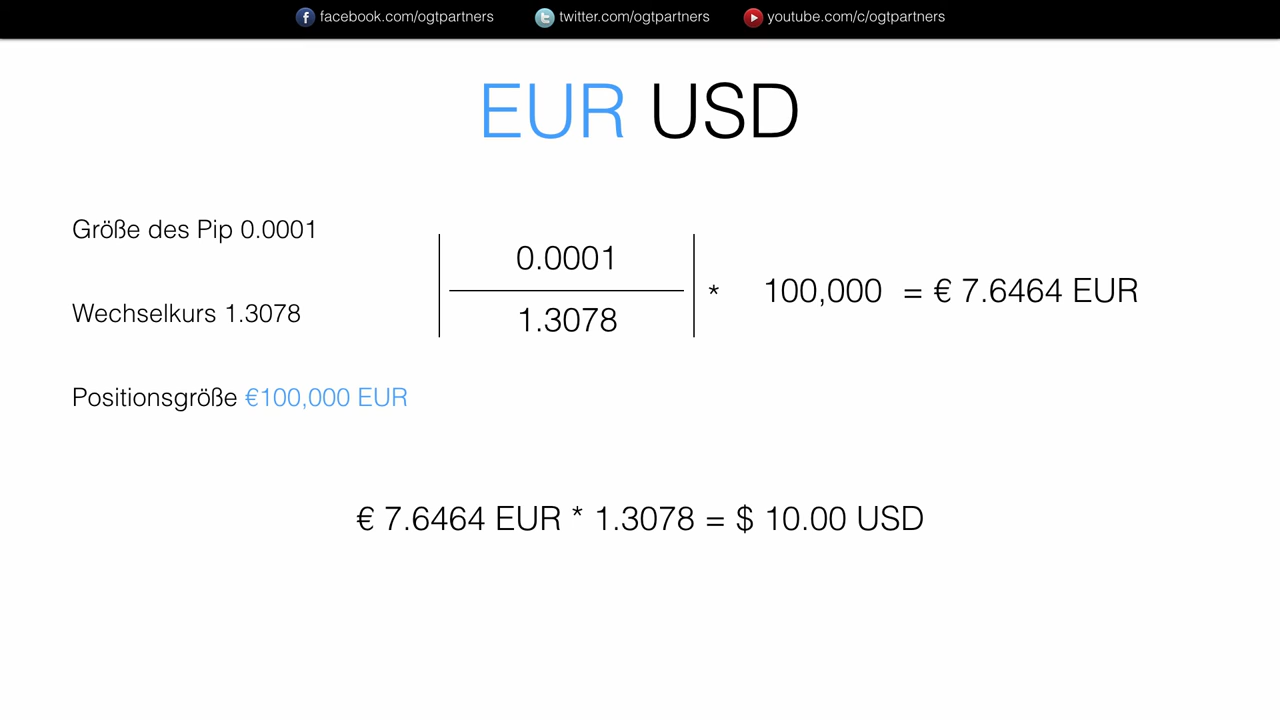 facebook.com/ogtpartners twitter.com/ogtpartners youtube.com/c/ogtpartners
EUR USD
Größe des Pip 0.0001
Wechselkurs 1.3078
Positionsgröße €100,000 EUR
0.0001
1.3078
* 100,000 = € 7.6464 EUR
€ 7.6464 EUR * 1.3078 = $ 10.00 USD